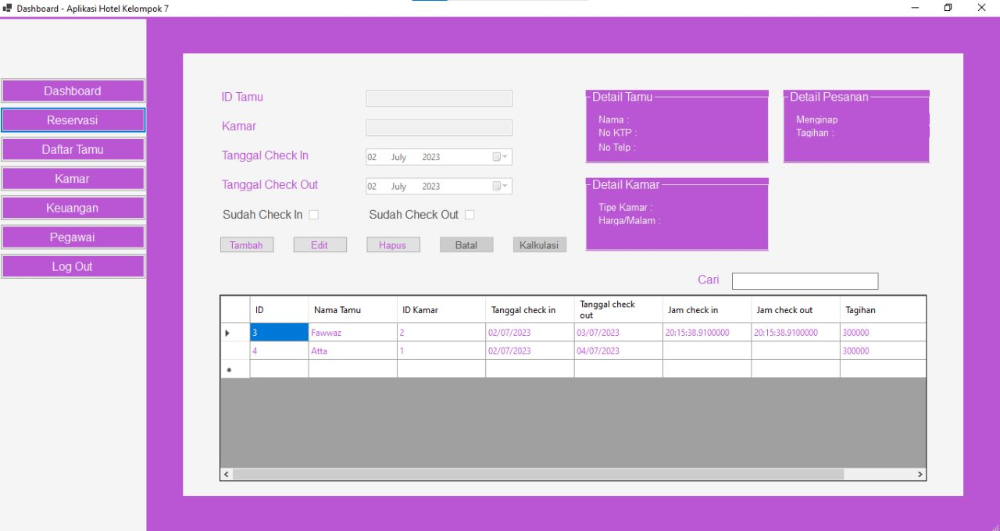 Dashboard - Aplikasi Hotel Kelompok 7
Dashboard
Reservasi
Daftar Tamu
Kamar
Keuangan
Pegawai
Log Out
ID Tamu
Kamar
Tanggal Check In
02 July 2023
Tanggal Check Out
02 July 2023
Sudah Check In
Sudah Check Out
Tambah
Edit
Hapus
Batal
Kalkulasi
Detail Tamu
Nama :
No KTP :
No Telp :
Detail Pesanan
Menginap
Tagihan :
Detail Kamar
Tipe Kamar :
Harga/Malam :
Cari
ID Nama Tamu ID Kamar Tanggal check in Tanggal check out Jam check in Jam check out Tagihan
3 Fawwaz 2 02/07/2023 03/07/2023 20:15:38.9100000 20:15:38.9100000 300000
4 Atta 1 02/07/2023 04/07/2023 300000